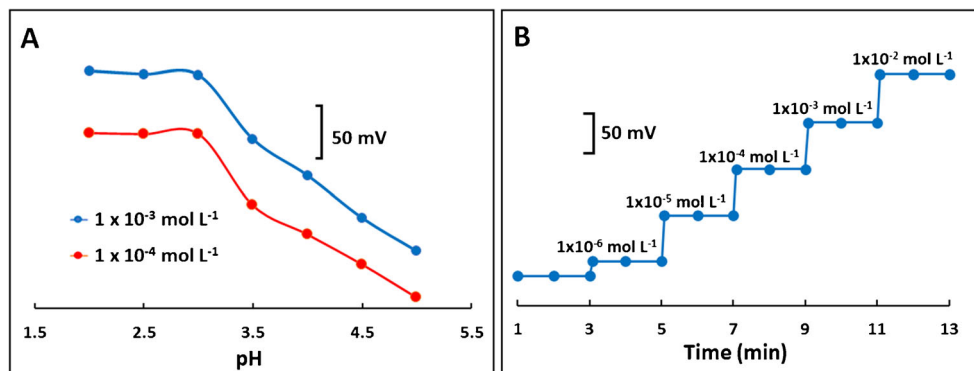 A
50 mV
1 x 10⁻³ mol L⁻¹
1 x 10⁻⁴ mol L⁻¹
1.5 2.5 3.5 4.5 5.5
pH
B
1x10⁻² mol L⁻¹
1x10⁻³ mol L⁻¹
50 mV
1x10⁻⁴ mol L⁻¹
1x10⁻⁵ mol L⁻¹
1x10⁻⁶ mol L⁻¹
1 3 5 7 9 11 13
Time (min)